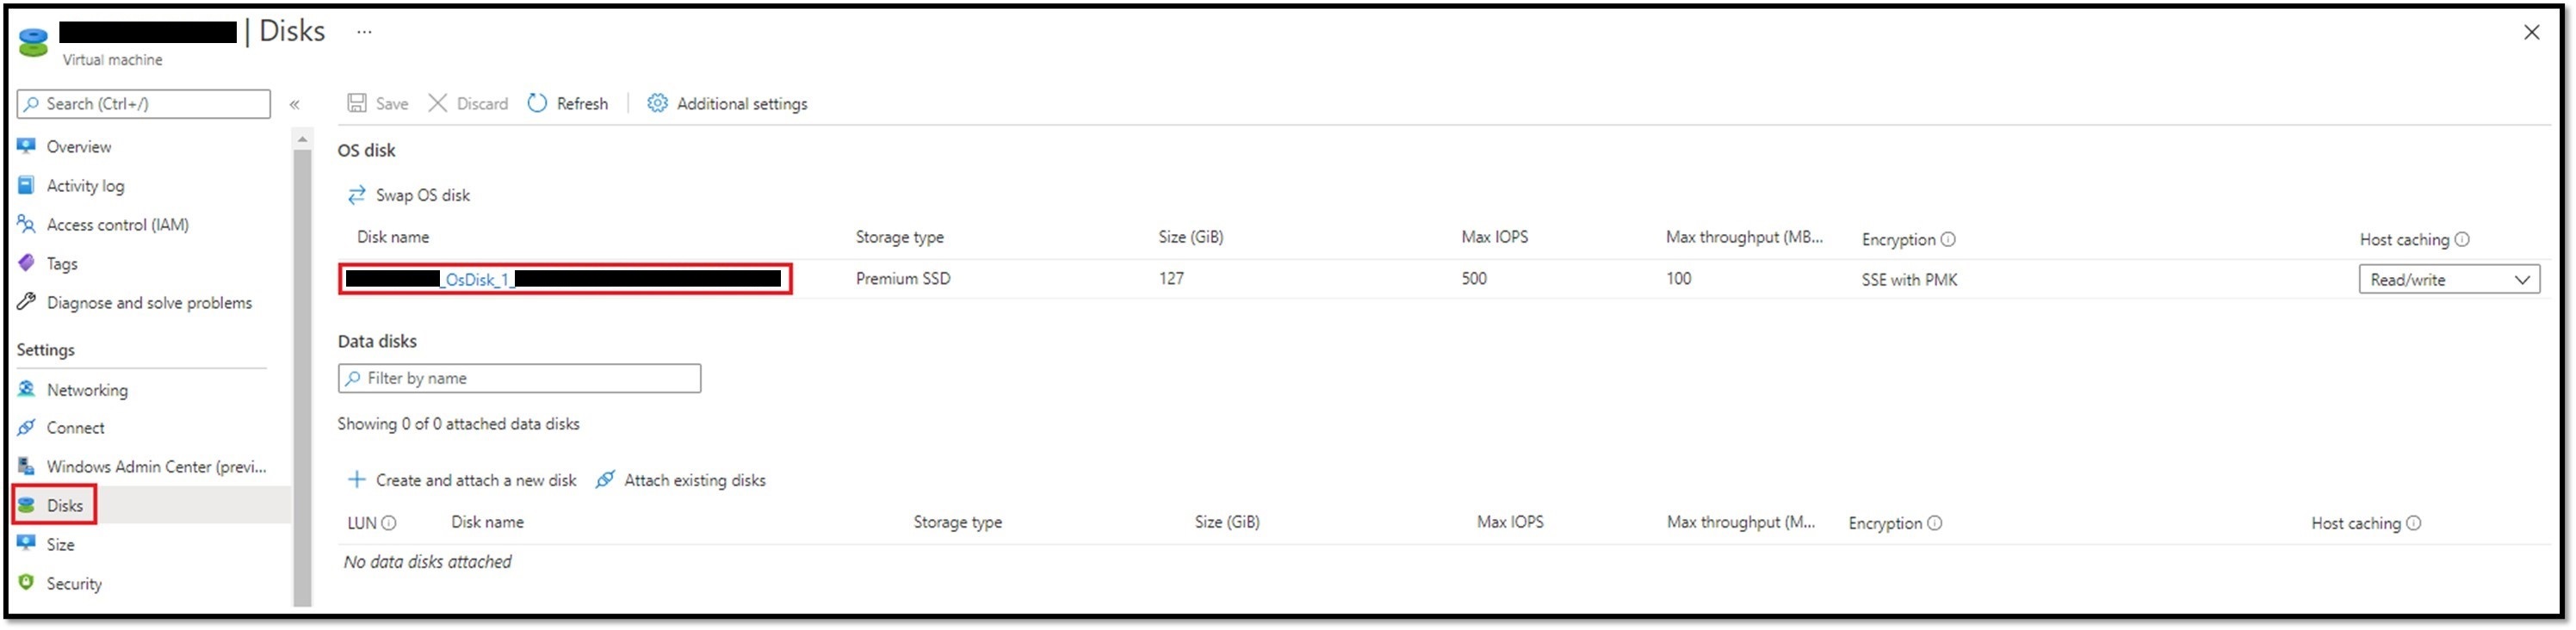 | Disks ...
Virtual machine
Search (Ctrl+/) «
Overview
Activity log
Access control (IAM)
Tags
Diagnose and solve problems
Settings
Networking
Connect
Windows Admin Center (previ...
Disks
Size
Security
Save Discard Refresh | Additional settings
OS disk
Swap OS disk
Disk name Storage type Size (GiB) Max IOPS Max throughput (MB... Encryption Host caching
_OsDisk_1_ Premium SSD 127 500 100 SSE with PMK Read/write
Data disks
Filter by name
Showing 0 of 0 attached data disks
Create and attach a new disk Attach existing disks
LUN Disk name Storage type Size (GiB) Max IOPS Max throughput (M... Encryption Host caching
No data disks attached